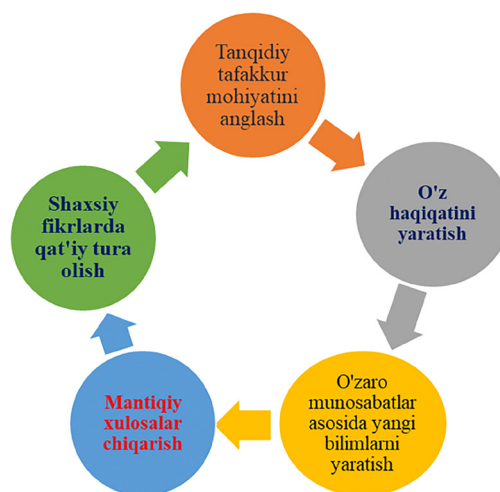 Tanqidiy
tafakkur
mohiyatini
anglash
O'z
haqiqatini
yaratish
O'zaro
munosabatlar
asosida yangi
bilimlarni
yaratish
Mantiqiy
xulosalar
chiqarish
Shaxsiy
fikrlarda
qat'iy tura
olish